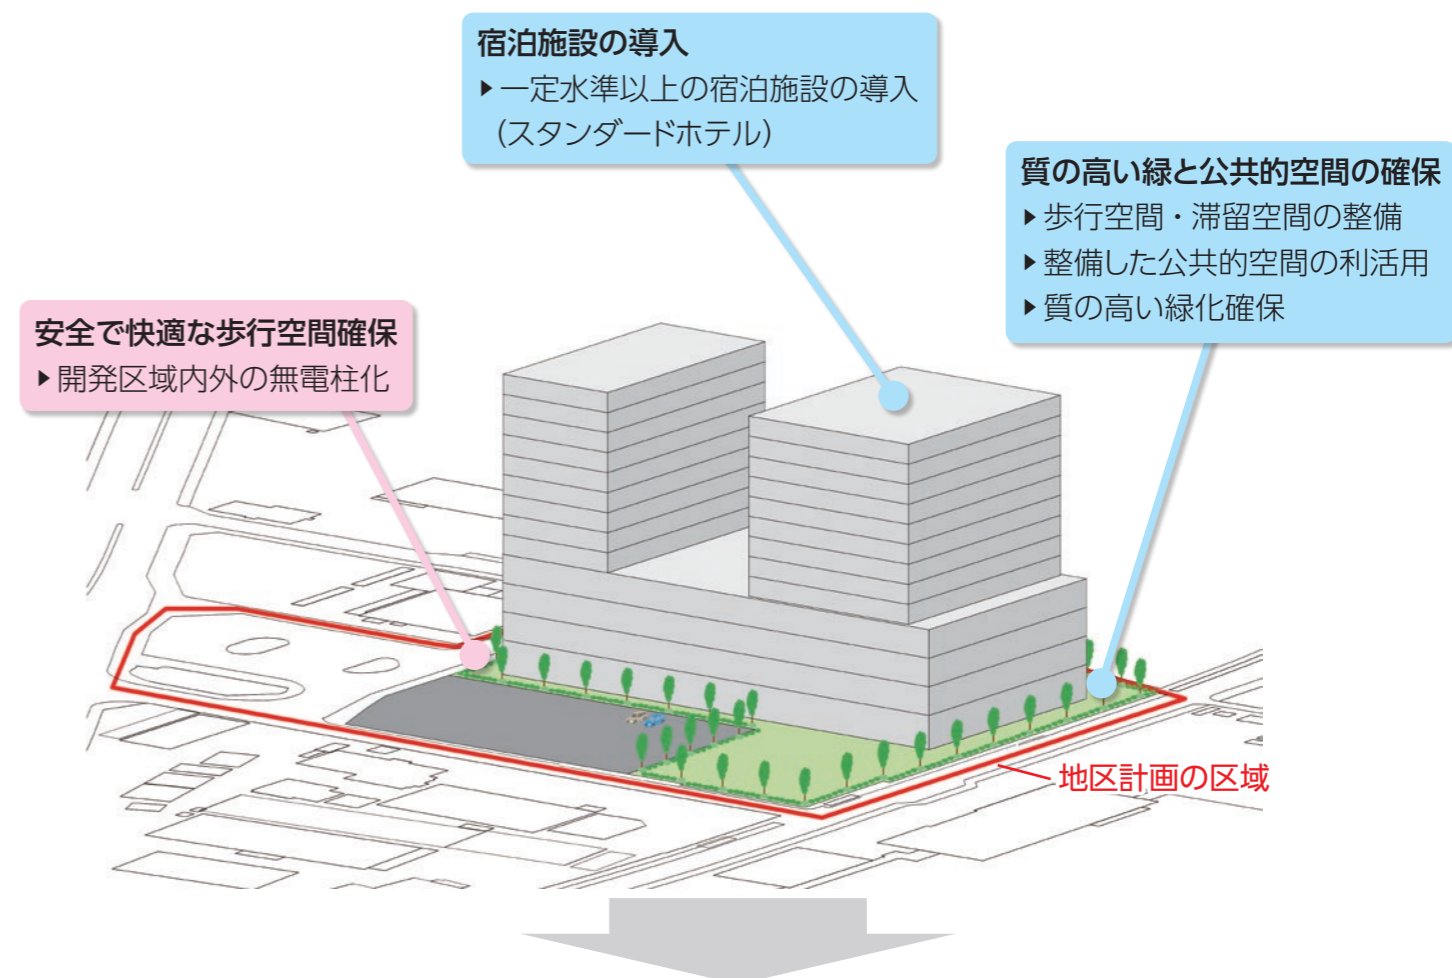 宿泊施設の導入
▶一定水準以上の宿泊施設の導入
(スタンダードホテル)
質の高い緑と公共的空間の確保
▶歩行空間・滞留空間の整備
▶整備した公共的空間の利活用
▶質の高い緑化確保
安全で快適な歩行空間確保
▶開発区域内外の無電柱化
地区計画の区域